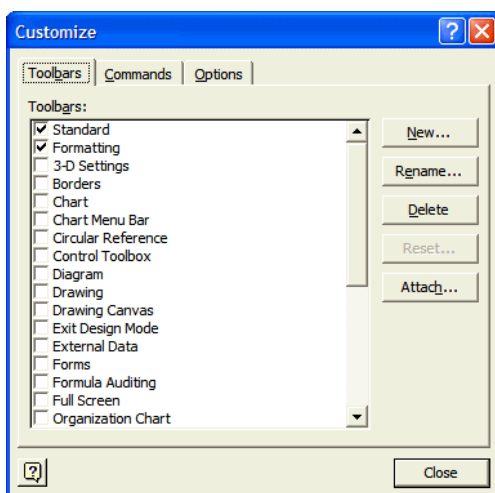 Customize
?
Toolbars
Commands
Options
Toolbars:
Standard
Formatting
3-D Settings
Borders
Chart
Chart Menu Bar
Circular Reference
Control Toolbox
Diagram
Drawing
Drawing Canvas
Exit Design Mode
External Data
Forms
Formula Auditing
Full Screen
Organization Chart
New...
Rename...
Delete
Reset...
Attach...
?
Close